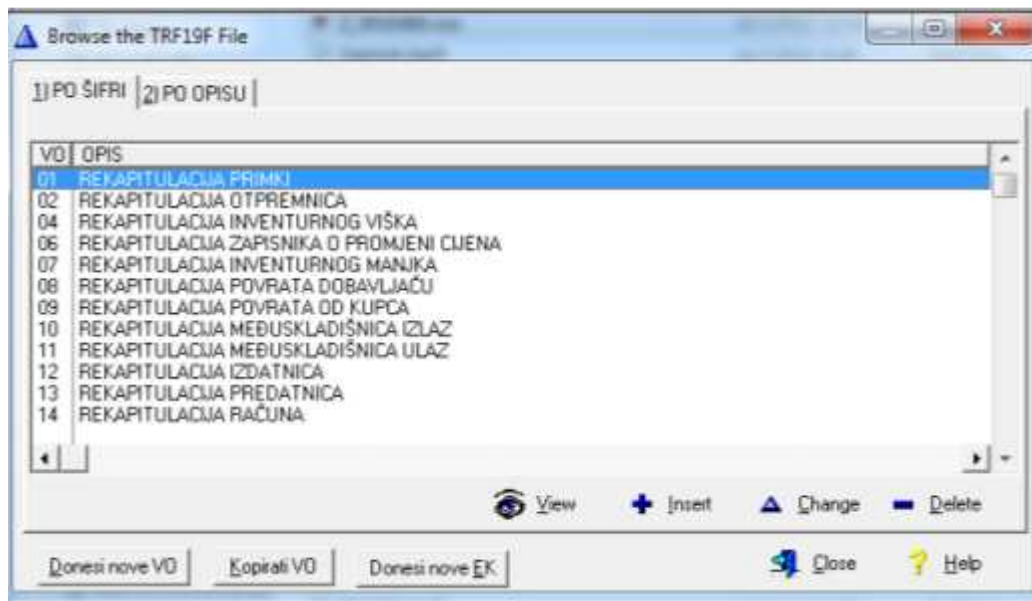 Browse the TRF19F File
1) PO ŠIFRI 2) PO OPISU
VO OPIS
01 REKAPITULACIJA PRIMKI
02 REKAPITULACIJA OTPREMNICA
04 REKAPITULACIJA INVENTURNOG VIŠKA
06 REKAPITULACIJA ZAPISNIKA O PROMJENI CIJENA
07 REKAPITULACIJA INVENTURNOG MANJKA
08 REKAPITULACIJA POVRATA DOBAVLJAČU
09 REKAPITULACIJA POVRATA OD KUPCA
10 REKAPITULACIJA MEĐUSKLADIŠNICA IZLAZ
11 REKAPITULACIJA MEĐUSKLADIŠNICA ULAZ
12 REKAPITULACIJA IZDATNICA
13 REKAPITULACIJA PREDATNICA
14 REKAPITULACIJA RAČUNA
View Insert Change Delete
Donesi nove VO Kopirati VO Donesi nove EK Close Help